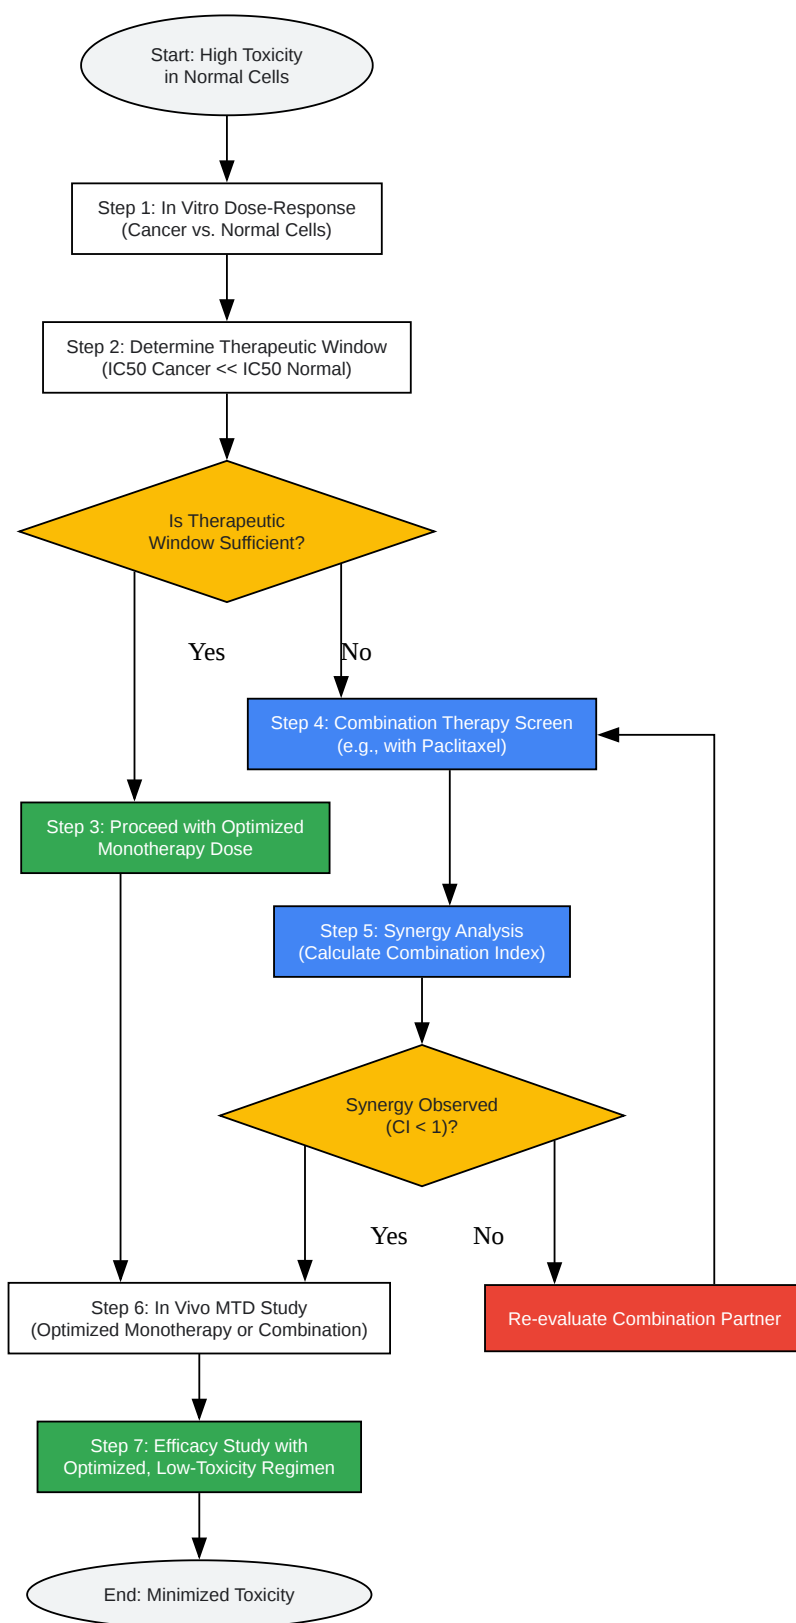 Start: High Toxicity
in Normal Cells
Step 1: In Vitro Dose-Response
(Cancer vs. Normal Cells)
Step 2: Determine Therapeutic Window
(IC50 Cancer << IC50 Normal)
Is Therapeutic
Window Sufficient?
Yes
No
Step 4: Combination Therapy Screen
(e.g., with Paclitaxel)
Step 3: Proceed with Optimized
Monotherapy Dose
Step 5: Synergy Analysis
(Calculate Combination Index)
Synergy Observed
(CI < 1)?
Yes
No
Step 6: In Vivo MTD Study
(Optimized Monotherapy or Combination)
Re-evaluate Combination Partner
Step 7: Efficacy Study with
Optimized, Low-Toxicity Regimen
End: Minimized Toxicity